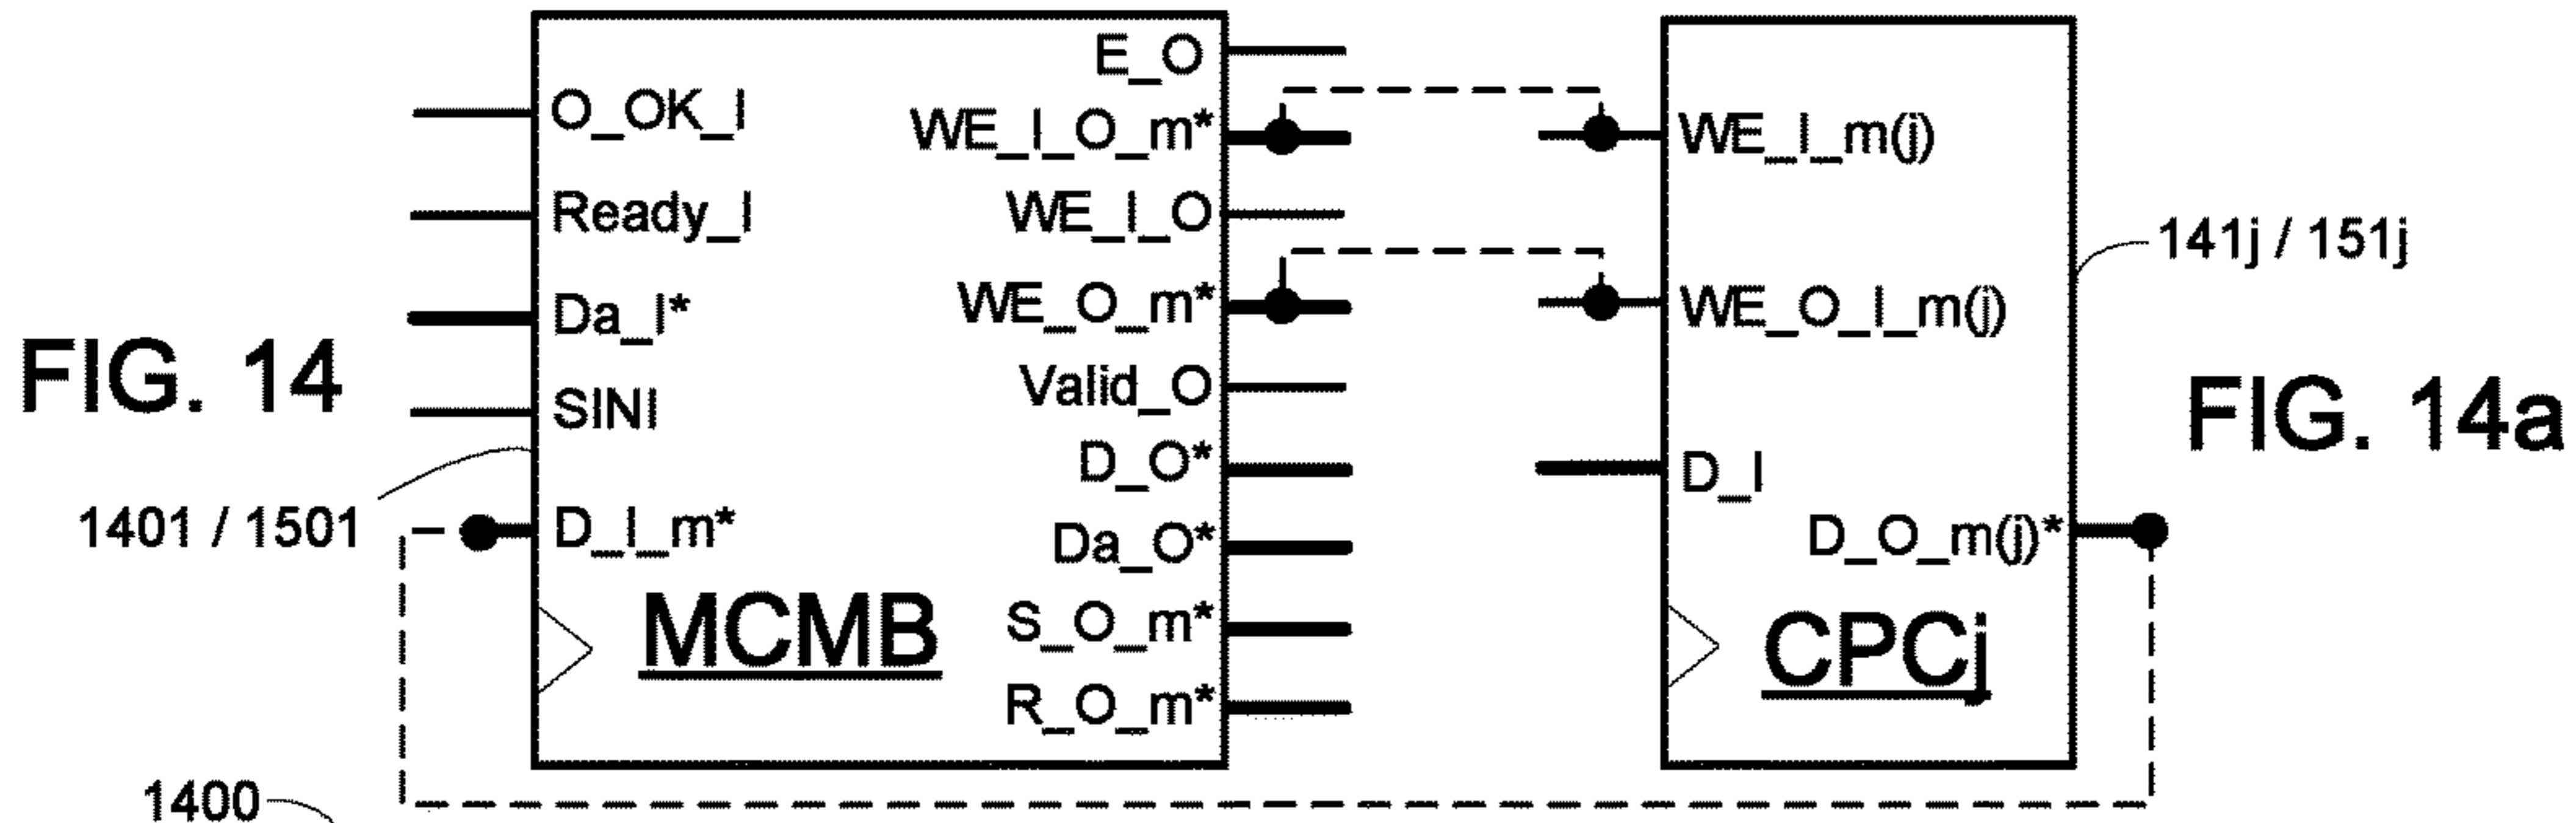 FIG. 14
O_OK_I
Ready_I
Da_I*
SINI
D_I_m*
1401 / 1501
MCMB
E_O
WE_I_O_m*
WE_I_O
WE_O_m*
Valid_O
D_O*
Da_O*
S_O_m*
R_O_m*
WE_I_m(j)
WE_O_I_m(j)
D_I
D_O_m(j)*
CPCj
141j / 151j
FIG. 14a
1400